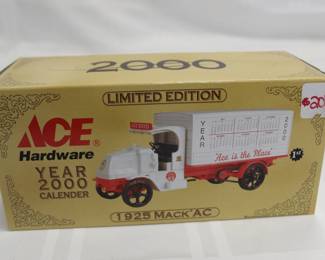 2000
LIMITED EDITION
$20
ACE®
Hardware
YEAR
2000
CALENDER
YEAR
2000
Ace is the Place
1st
1925 MACK AC